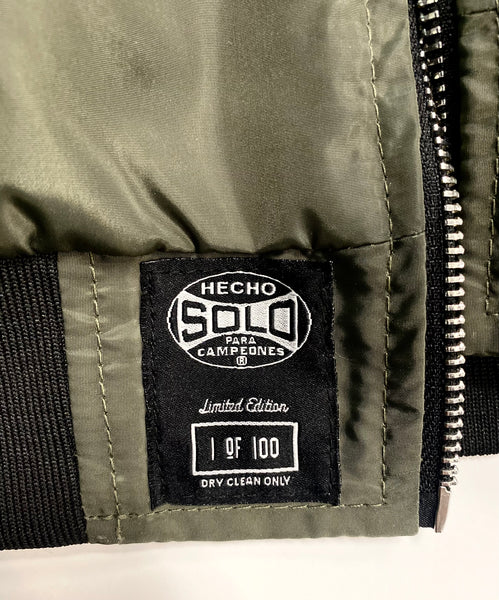 HECHO
SOLO
PARA
CAMPEONES
®
Limited Edition
1 OF 100
DRY CLEAN ONLY